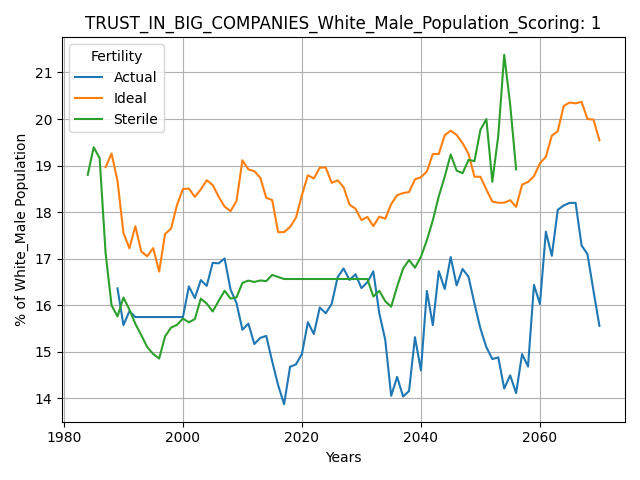 TRUST_IN_BIG_COMPANIES_White_Male_Population_Scoring: 1
Fertility
Actual
Ideal
Sterile
% of White_Male Population
21
20
19
18
17
16
15
14
1980
2000
2020
2040
2060
Years